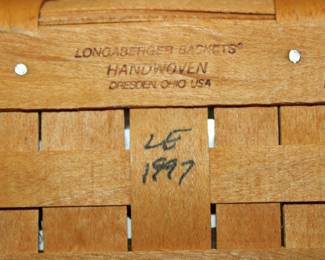 LONGABERGER BASKETS®
HANDWOVEN
DRESDEN, OHIO USA
LE
1997